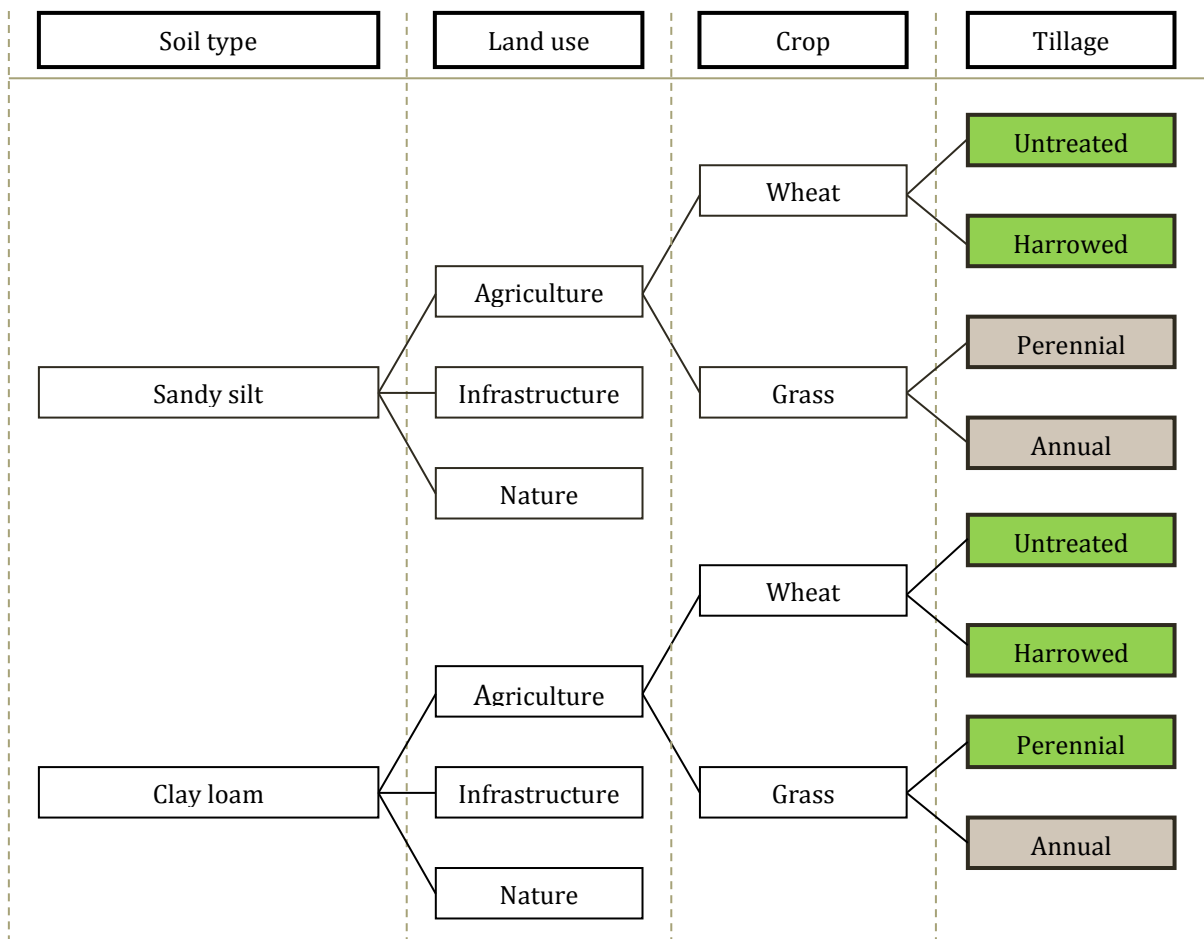 Soil type
Land use
Crop
Tillage
Untreated
Wheat
Harrowed
Agriculture
Perennial
Sandy silt
Infrastructure
Grass
Annual
Nature
Untreated
Wheat
Harrowed
Agriculture
Perennial
Clay loam
Infrastructure
Grass
Annual
Nature